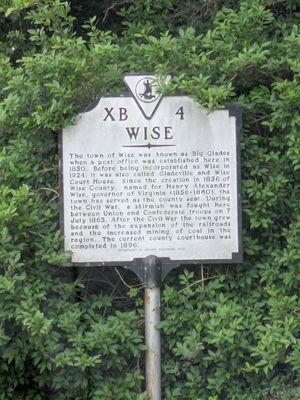 XB 4
WISE
The town of Wise was known as Big Glades
when a post office was established here in
1850. Before being incorporated as Wise in
1924, it was also called Gladeville and Wise
Court House. Since the creation in 1856 of
Wise County, named for Henry Alexander
Wise, governor of Virginia (1856-1860), the
town has served as the county seat. During
the Civil War, a skirmish was fought here
between Union and Confederate troops on 7
July 1863. After the Civil War the town grew
because of the expansion of the railroads
and the increased mining of coal in the
region. The current county courthouse was
completed in 1896.
DEPARTMENT OF HISTORIC RESOURCES,